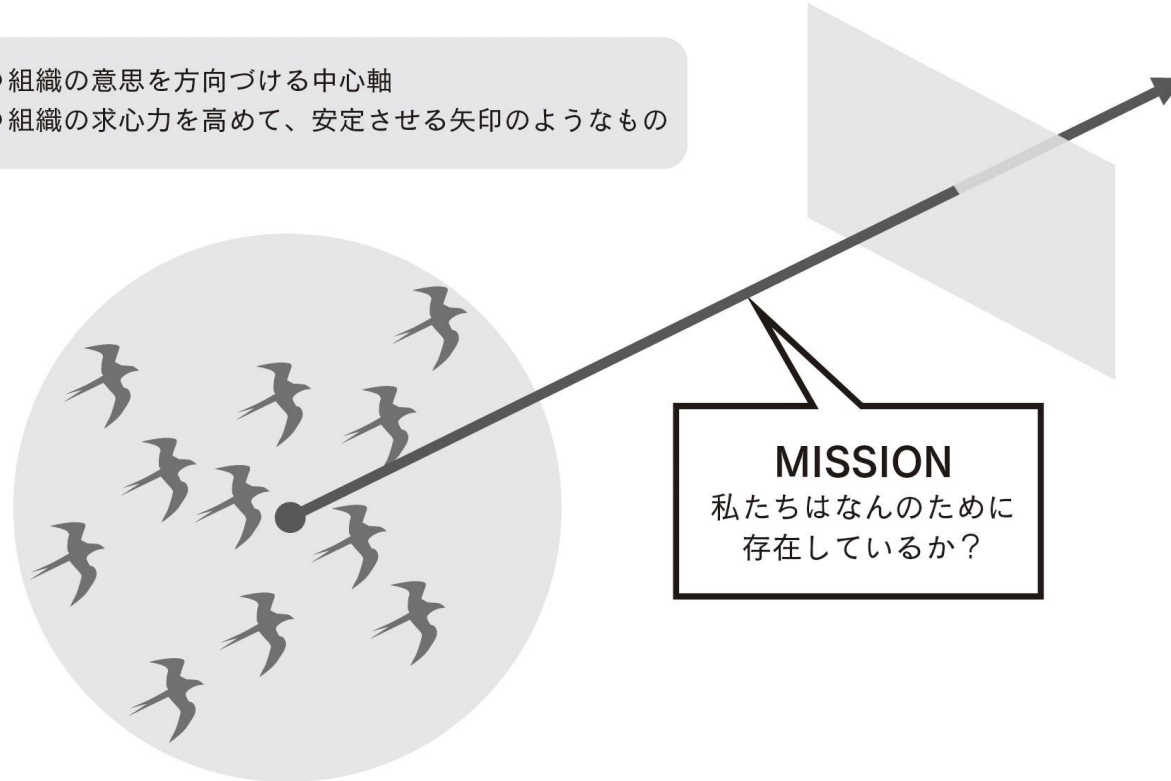 組織の意思を方向づける中心軸
組織の求心力を高めて、安定させる矢印のようなもの
MISSION
私たちはなんのために
存在しているか？